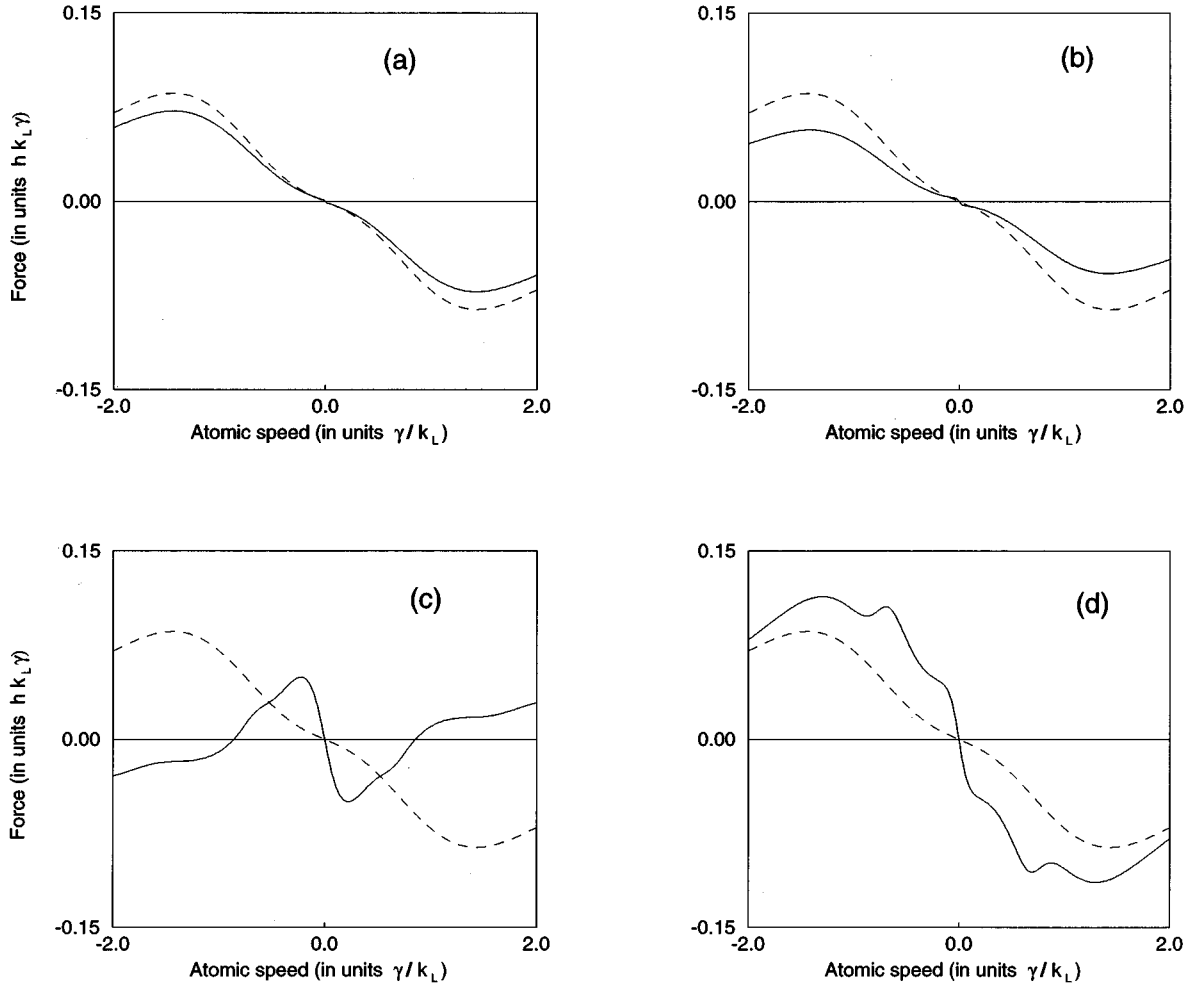 0.15
(a)
0.00
-0.15
-2.0 0.0 2.0
Atomic speed (in units γ / k_L)
Force (in units h k_L γ)
0.15
(b)
0.00
-0.15
-2.0 0.0 2.0
Atomic speed (in units γ / k_L)
0.15
(c)
0.00
-0.15
-2.0 0.0 2.0
Atomic speed (in units γ / k_L)
Force (in units h k_L γ)
0.15
(d)
0.00
-0.15
-2.0 0.0 2.0
Atomic speed (in units γ / k_L)